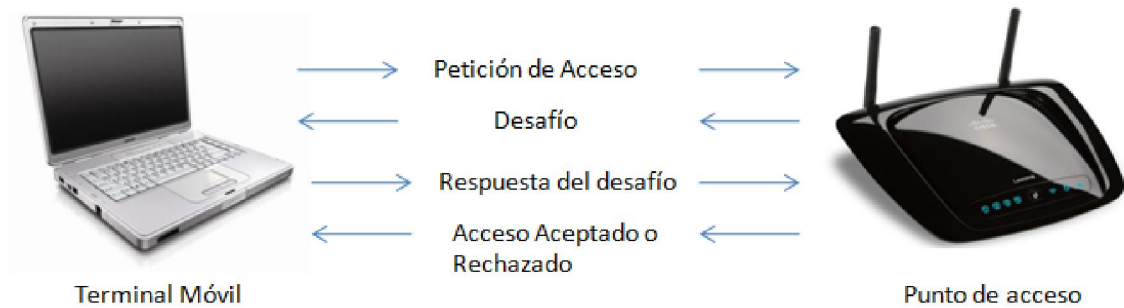 Petición de Acceso
Desafío
Respuesta del desafío
Acceso Aceptado o
Rechazado
Terminal Móvil
Punto de acceso